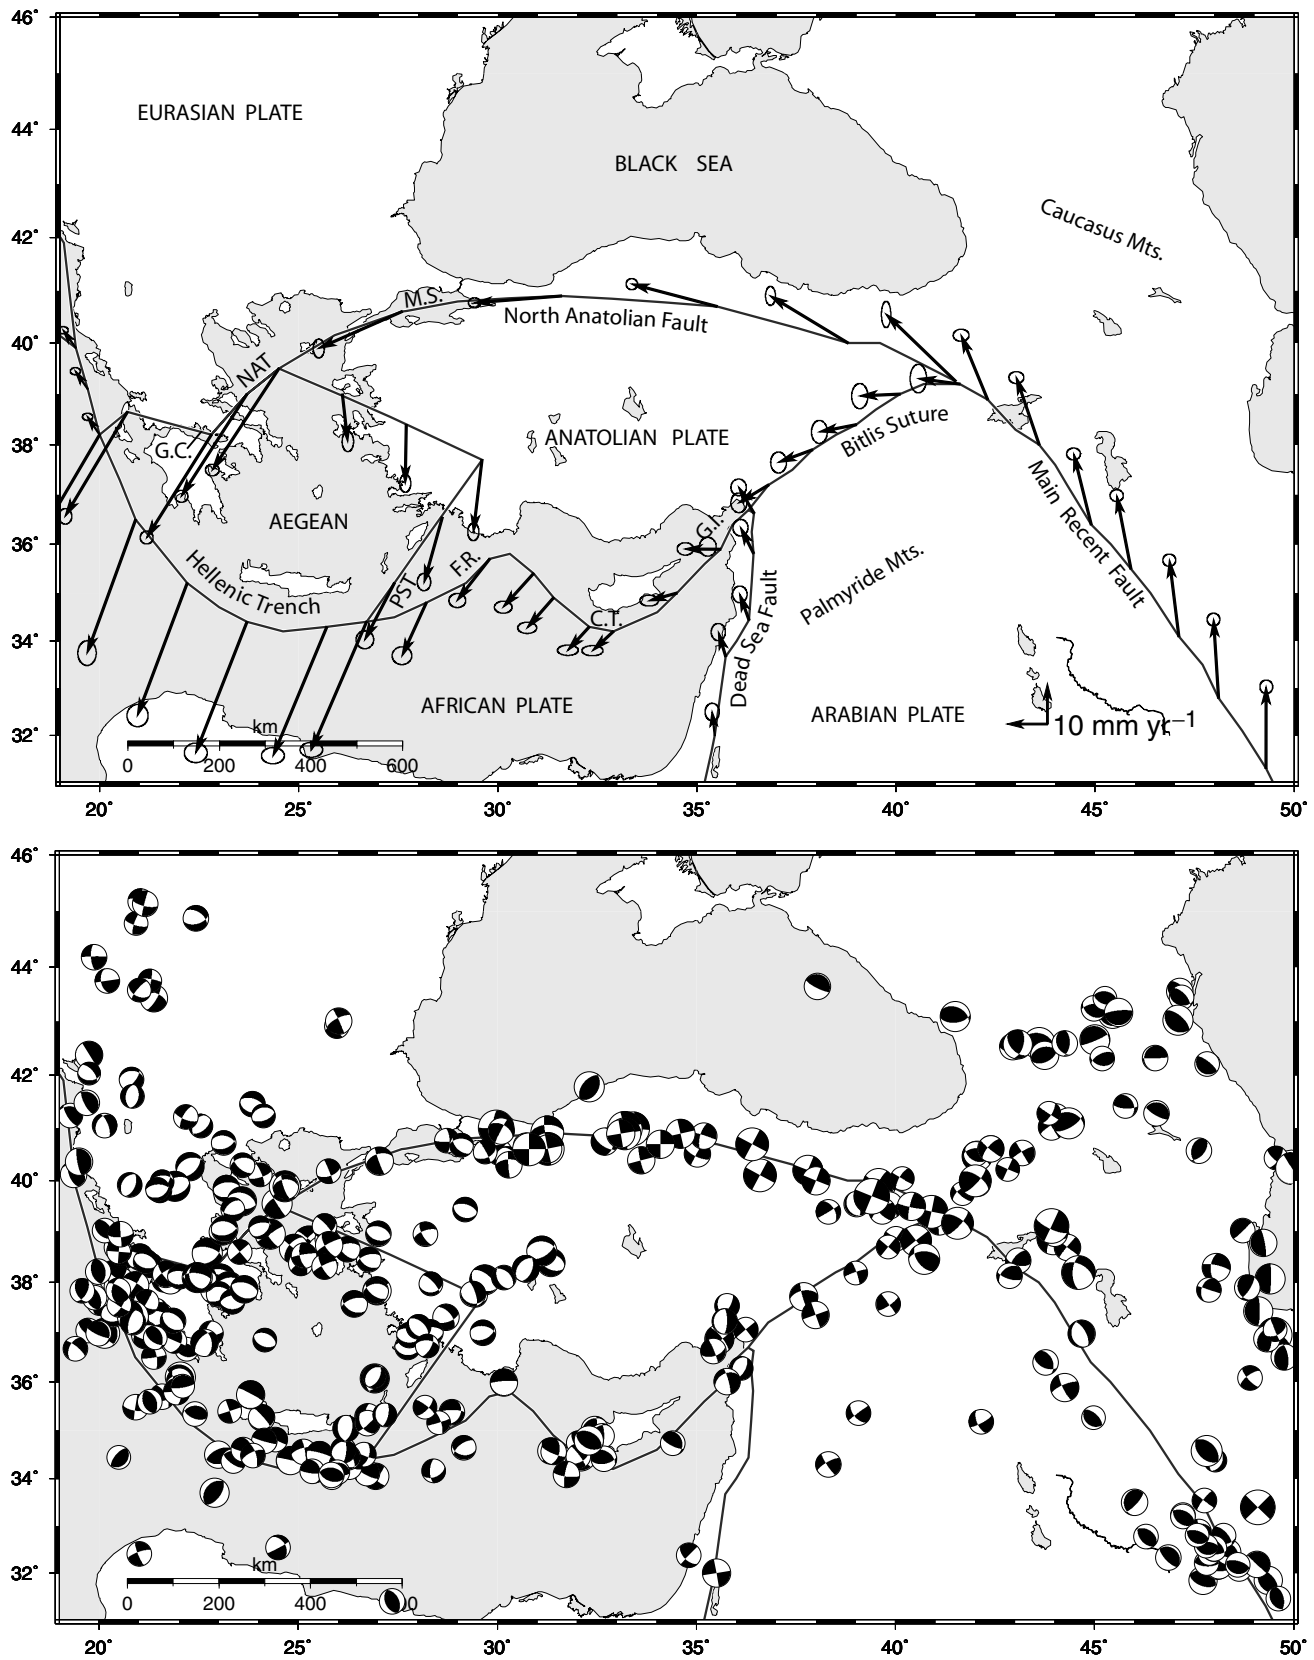 46°
EURASIAN PLATE
44°
BLACK SEA
42°
Caucasus Mts.
M.S.
North Anatolian Fault
40°
NAT
G.C.
38°
ANATOLIAN PLATE
Bitlis Suture
AEGEAN
Main Recent Fault
36°
Hellenic Trench
PST
F.R.
G.I.
C.T.
Dead Sea Fault
Palmyride Mts.
34°
AFRICAN PLATE
ARABIAN PLATE
10 mm yr−1
32°
km
0 200 400 600
20° 25° 30° 35° 40° 45° 50°
46°
44°
42°
40°
38°
36°
34°
32°
km
0 200 400
20° 25° 30° 35° 40° 45° 50°